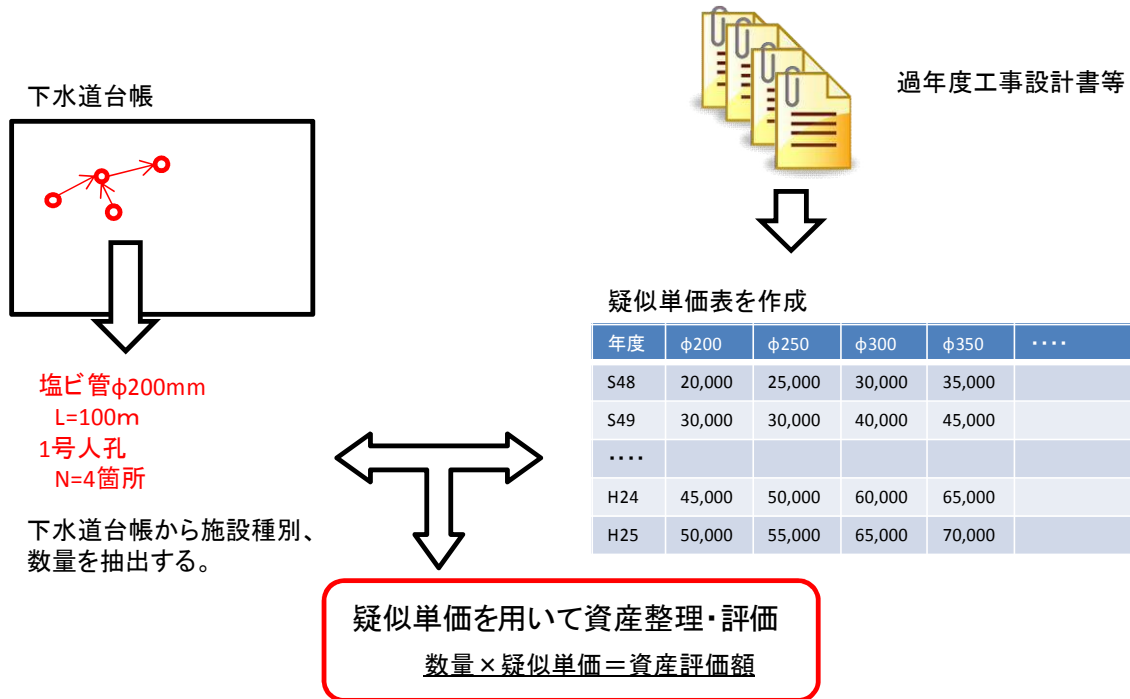 下水道台帳
塩ビ管φ200mm
L=100m
1号人孔
N=4箇所
下水道台帳から施設種別、
数量を抽出する。
過年度工事設計書等
疑似単価表を作成
年度 φ200 φ250 φ300 φ350 ‥‥
S48 20,000 25,000 30,000 35,000
S49 30,000 30,000 40,000 45,000
‥‥
H24 45,000 50,000 60,000 65,000
H25 50,000 55,000 65,000 70,000
疑似単価を用いて資産整理・評価
数量×疑似単価＝資産評価額